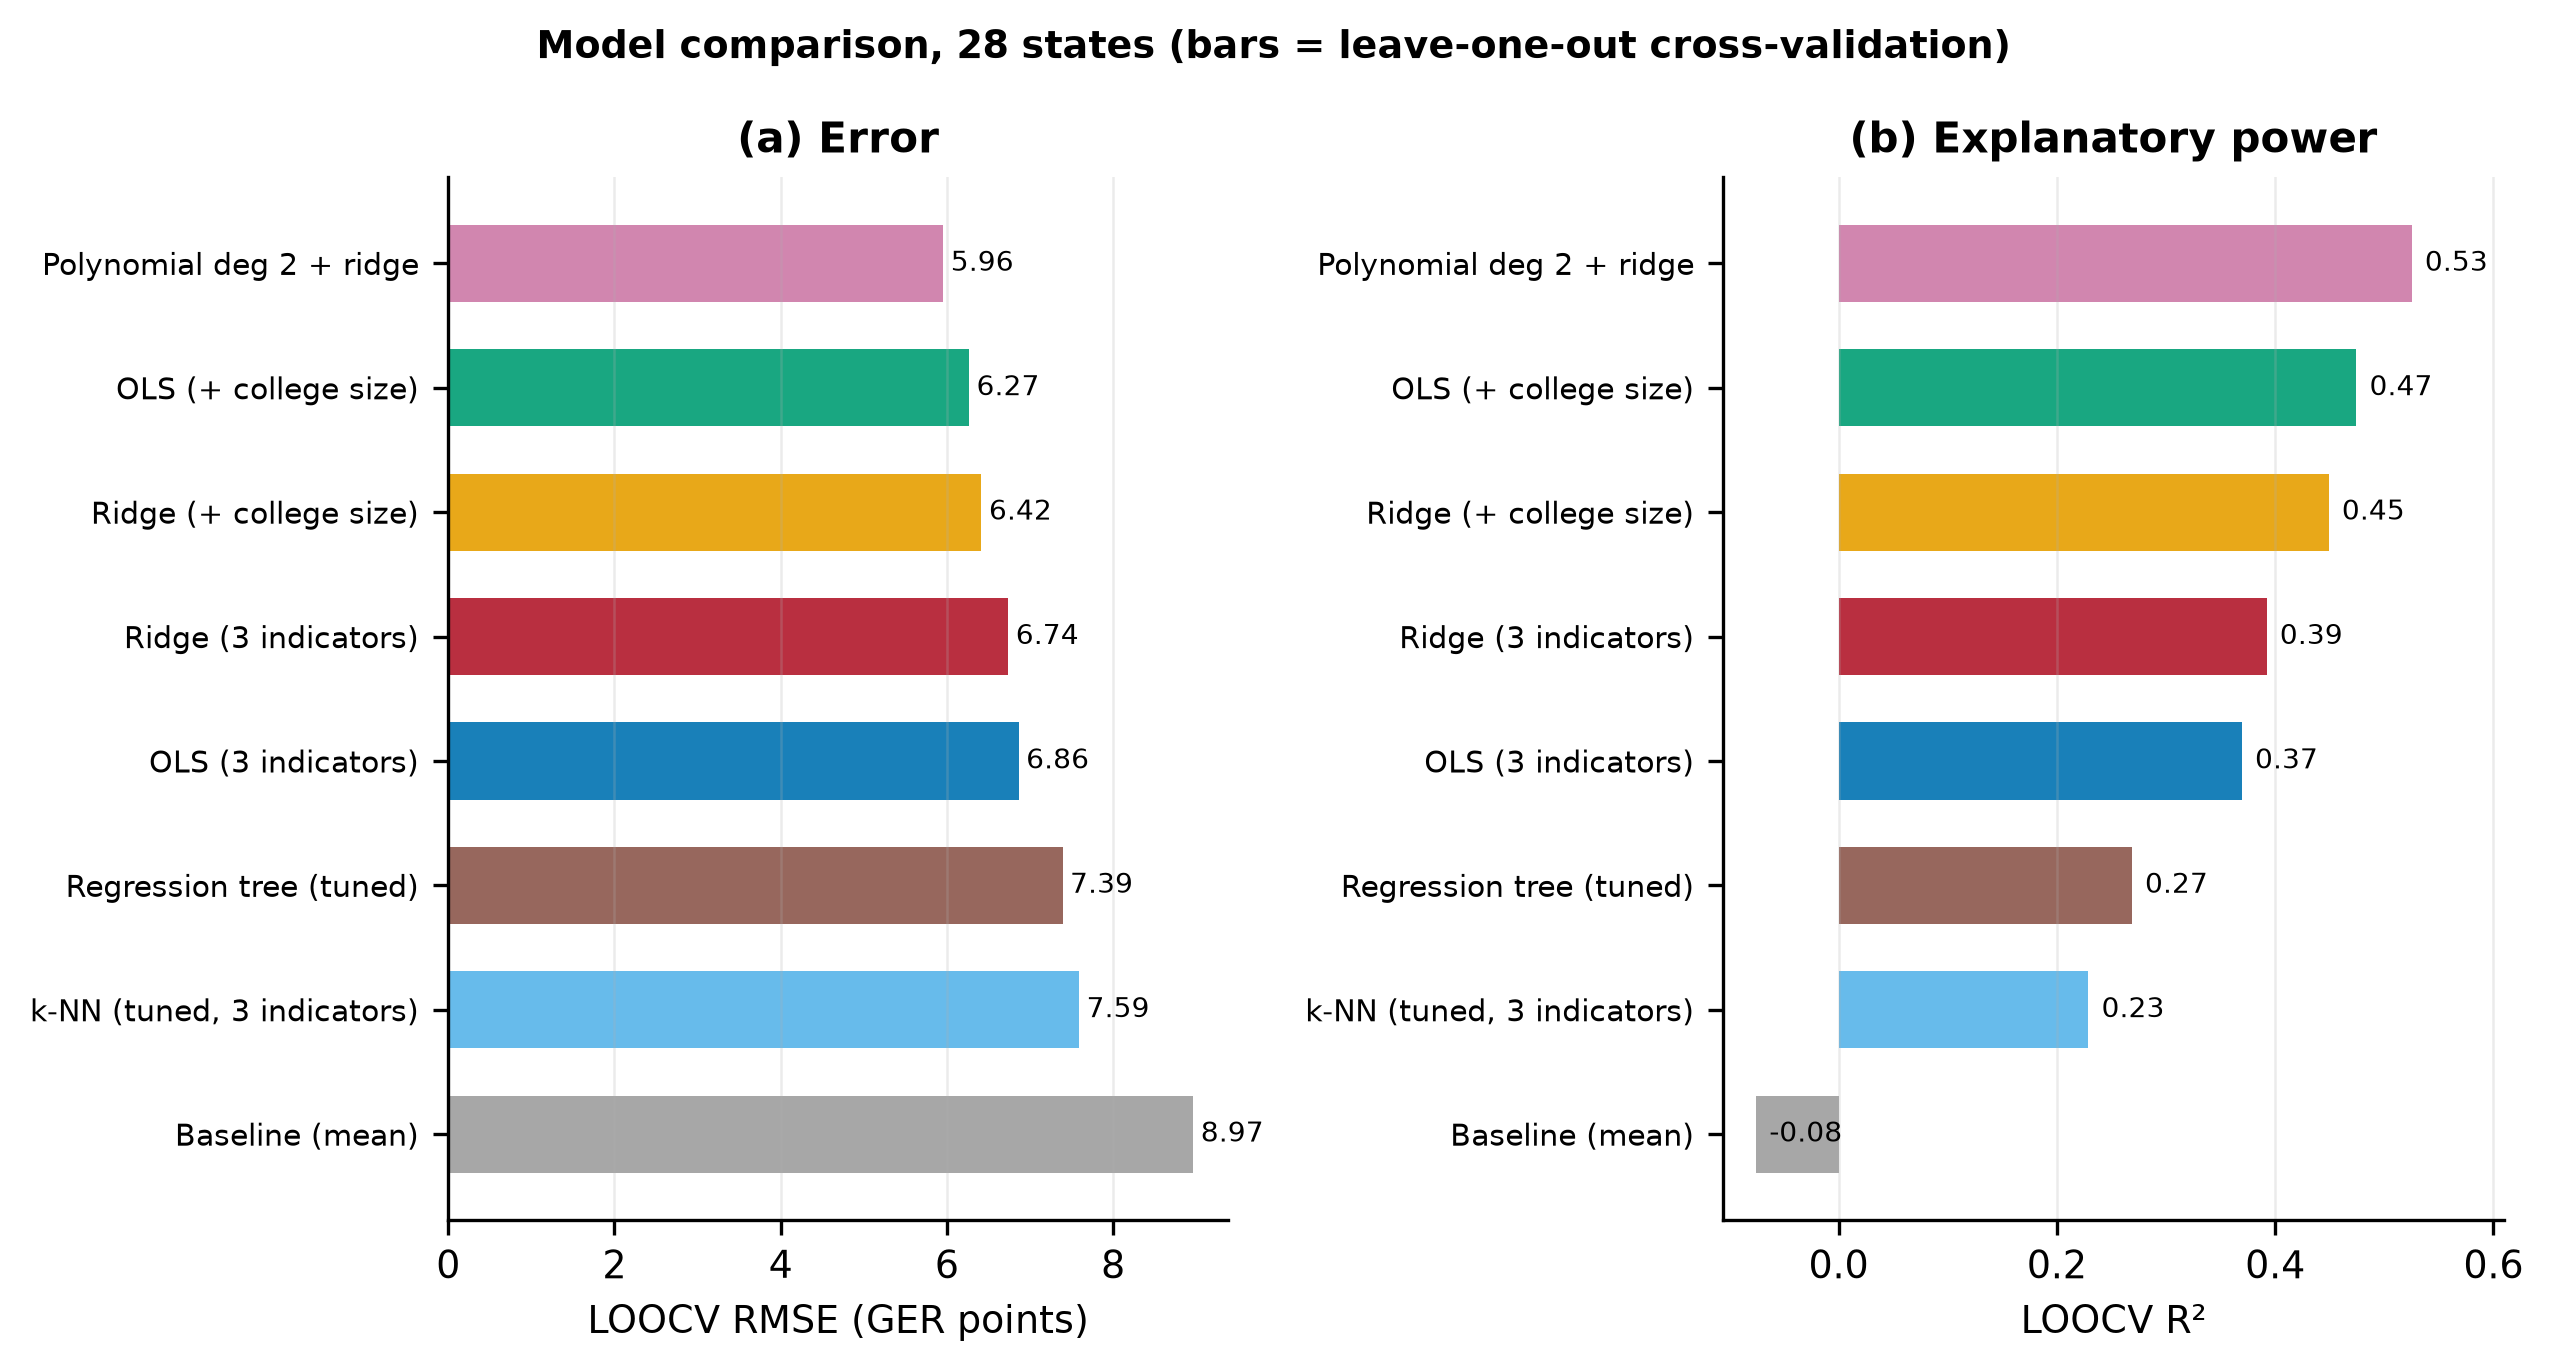 Model comparison, 28 states (bars = leave-one-out cross-validation)
(a) Error
Polynomial deg 2 + ridge
5.96
OLS (+ college size)
6.27
Ridge (+ college size)
6.42
Ridge (3 indicators)
6.74
OLS (3 indicators)
6.86
Regression tree (tuned)
7.39
k-NN (tuned, 3 indicators)
7.59
Baseline (mean)
8.97
0 2 4 6 8
LOOCV RMSE (GER points)
(b) Explanatory power
Polynomial deg 2 + ridge
0.53
OLS (+ college size)
0.47
Ridge (+ college size)
0.45
Ridge (3 indicators)
0.39
OLS (3 indicators)
0.37
Regression tree (tuned)
0.27
k-NN (tuned, 3 indicators)
0.23
Baseline (mean)
-0.08
0.0 0.2 0.4 0.6
LOOCV R²